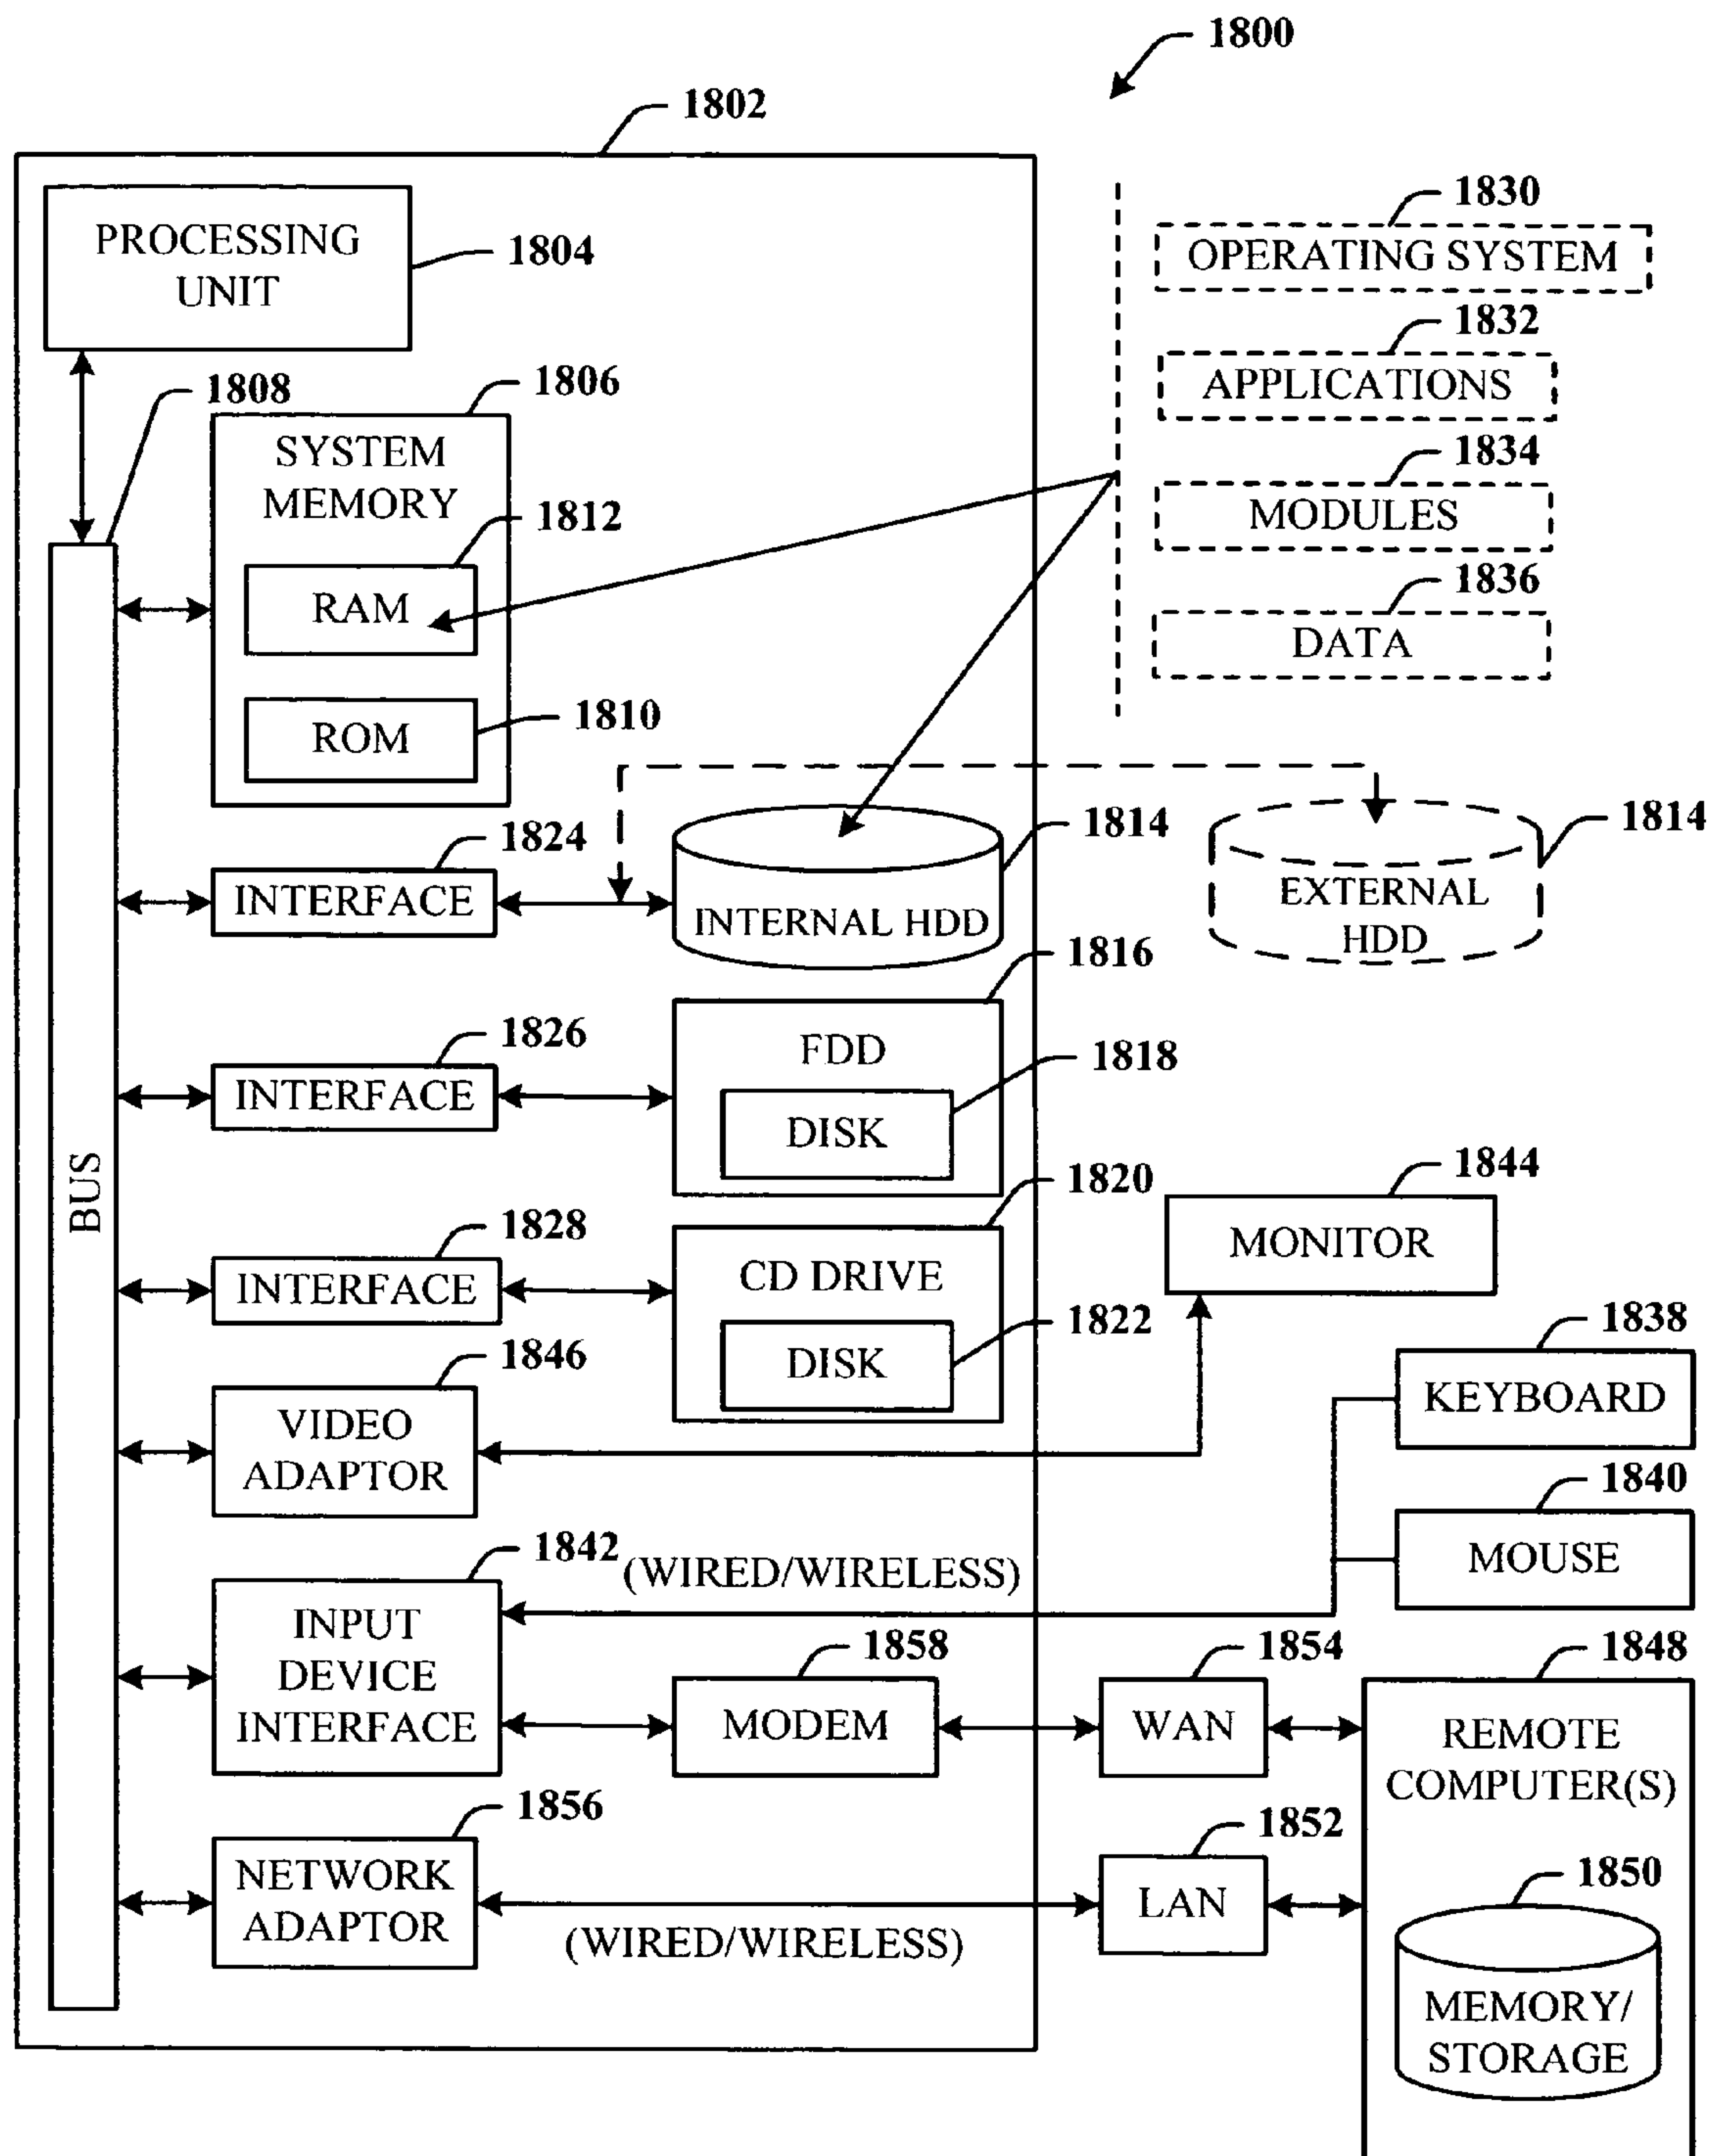 1800
1802
PROCESSING
UNIT
1804
1830
OPERATING SYSTEM
1832
APPLICATIONS
1834
MODULES
1836
DATA
1808
1806
SYSTEM
MEMORY
1812
RAM
1810
ROM
BUS
1824
INTERFACE
1814
INTERNAL HDD
1814
EXTERNAL
HDD
1826
INTERFACE
1816
FDD
1818
DISK
1828
INTERFACE
1820
CD DRIVE
1822
DISK
1844
MONITOR
1846
VIDEO
ADAPTOR
1838
KEYBOARD
1840
MOUSE
1842
(WIRED/WIRELESS)
INPUT
DEVICE
INTERFACE
1858
MODEM
1854
WAN
1848
REMOTE
COMPUTER(S)
1856
NETWORK
ADAPTOR
(WIRED/WIRELESS)
1852
LAN
1850
MEMORY/
STORAGE